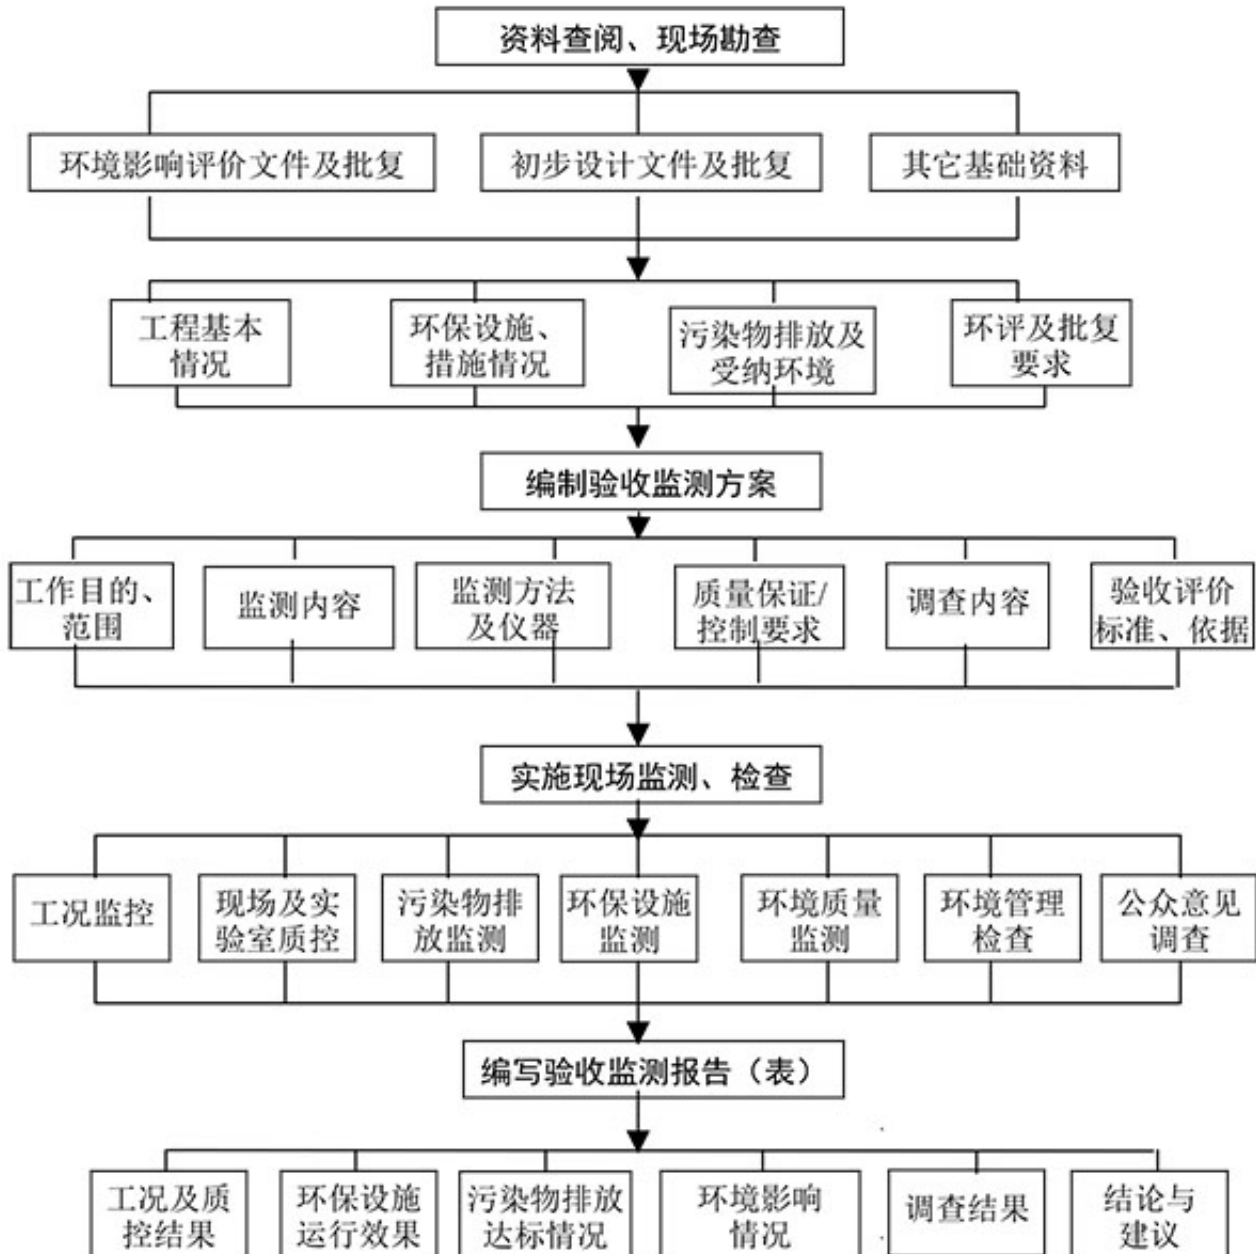 资料查阅、现场勘查
环境影响评价文件及批复
初步设计文件及批复
其它基础资料
工程基本
情况
环保设施、
措施情况
污染物排放及
受纳环境
环评及批复
要求
编制验收监测方案
工作目的、
范围
监测内容
监测方法
及仪器
质量保证/
控制要求
调查内容
验收评价
标准、依据
实施现场监测、检查
工况监控
现场及实
验室质控
污染物排
放监测
环保设施
监测
环境质量
监测
环境管理
检查
公众意见
调查
编写验收监测报告（表）
工况及质
控结果
环保设施
运行效果
污染物排放
达标情况
环境影响
情况
调查结果
结论与
建议